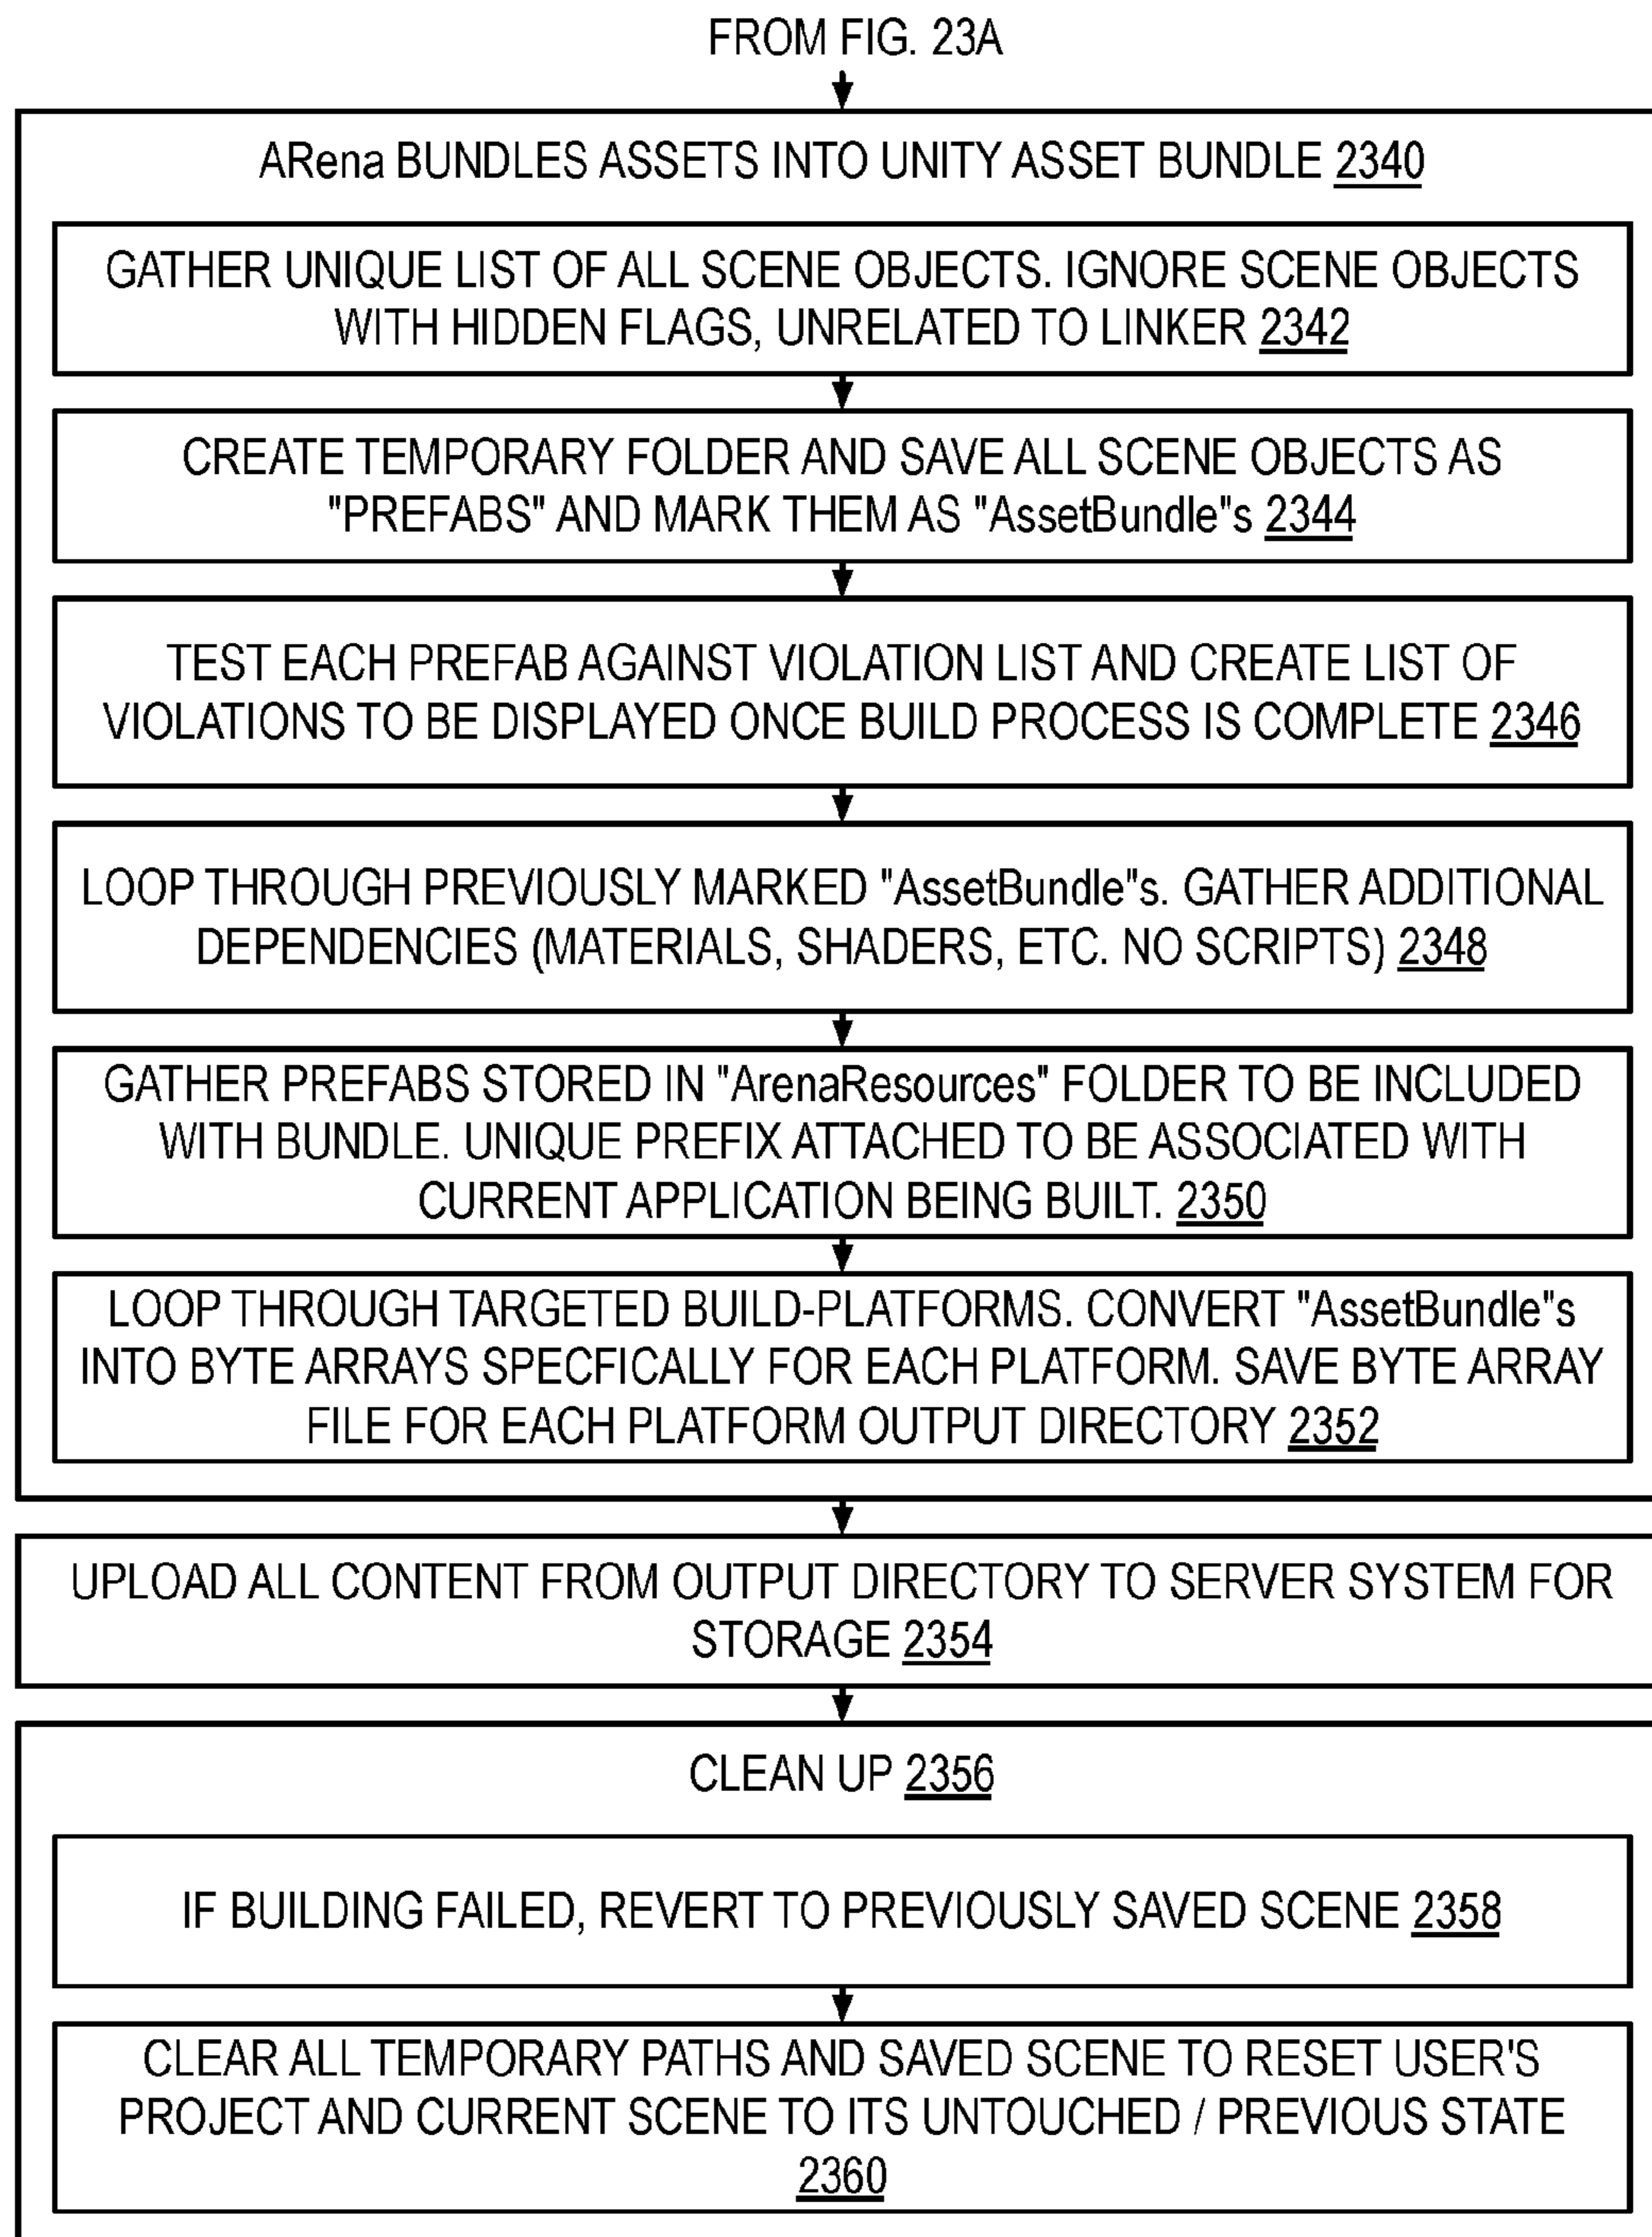 FROM FIG. 23A
ARena BUNDLES ASSETS INTO UNITY ASSET BUNDLE 2340
GATHER UNIQUE LIST OF ALL SCENE OBJECTS. IGNORE SCENE OBJECTS
WITH HIDDEN FLAGS, UNRELATED TO LINKER 2342
CREATE TEMPORARY FOLDER AND SAVE ALL SCENE OBJECTS AS
"PREFABS" AND MARK THEM AS "AssetBundle"s 2344
TEST EACH PREFAB AGAINST VIOLATION LIST AND CREATE LIST OF
VIOLATIONS TO BE DISPLAYED ONCE BUILD PROCESS IS COMPLETE 2346
LOOP THROUGH PREVIOUSLY MARKED "AssetBundle"s. GATHER ADDITIONAL
DEPENDENCIES (MATERIALS, SHADERS, ETC. NO SCRIPTS) 2348
GATHER PREFABS STORED IN "ArenaResources" FOLDER TO BE INCLUDED
WITH BUNDLE. UNIQUE PREFIX ATTACHED TO BE ASSOCIATED WITH
CURRENT APPLICATION BEING BUILT. 2350
LOOP THROUGH TARGETED BUILD-PLATFORMS. CONVERT "AssetBundle"s
INTO BYTE ARRAYS SPECFICALLY FOR EACH PLATFORM. SAVE BYTE ARRAY
FILE FOR EACH PLATFORM OUTPUT DIRECTORY 2352
UPLOAD ALL CONTENT FROM OUTPUT DIRECTORY TO SERVER SYSTEM FOR
STORAGE 2354
CLEAN UP 2356
IF BUILDING FAILED, REVERT TO PREVIOUSLY SAVED SCENE 2358
CLEAR ALL TEMPORARY PATHS AND SAVED SCENE TO RESET USER'S
PROJECT AND CURRENT SCENE TO ITS UNTOUCHED / PREVIOUS STATE
2360